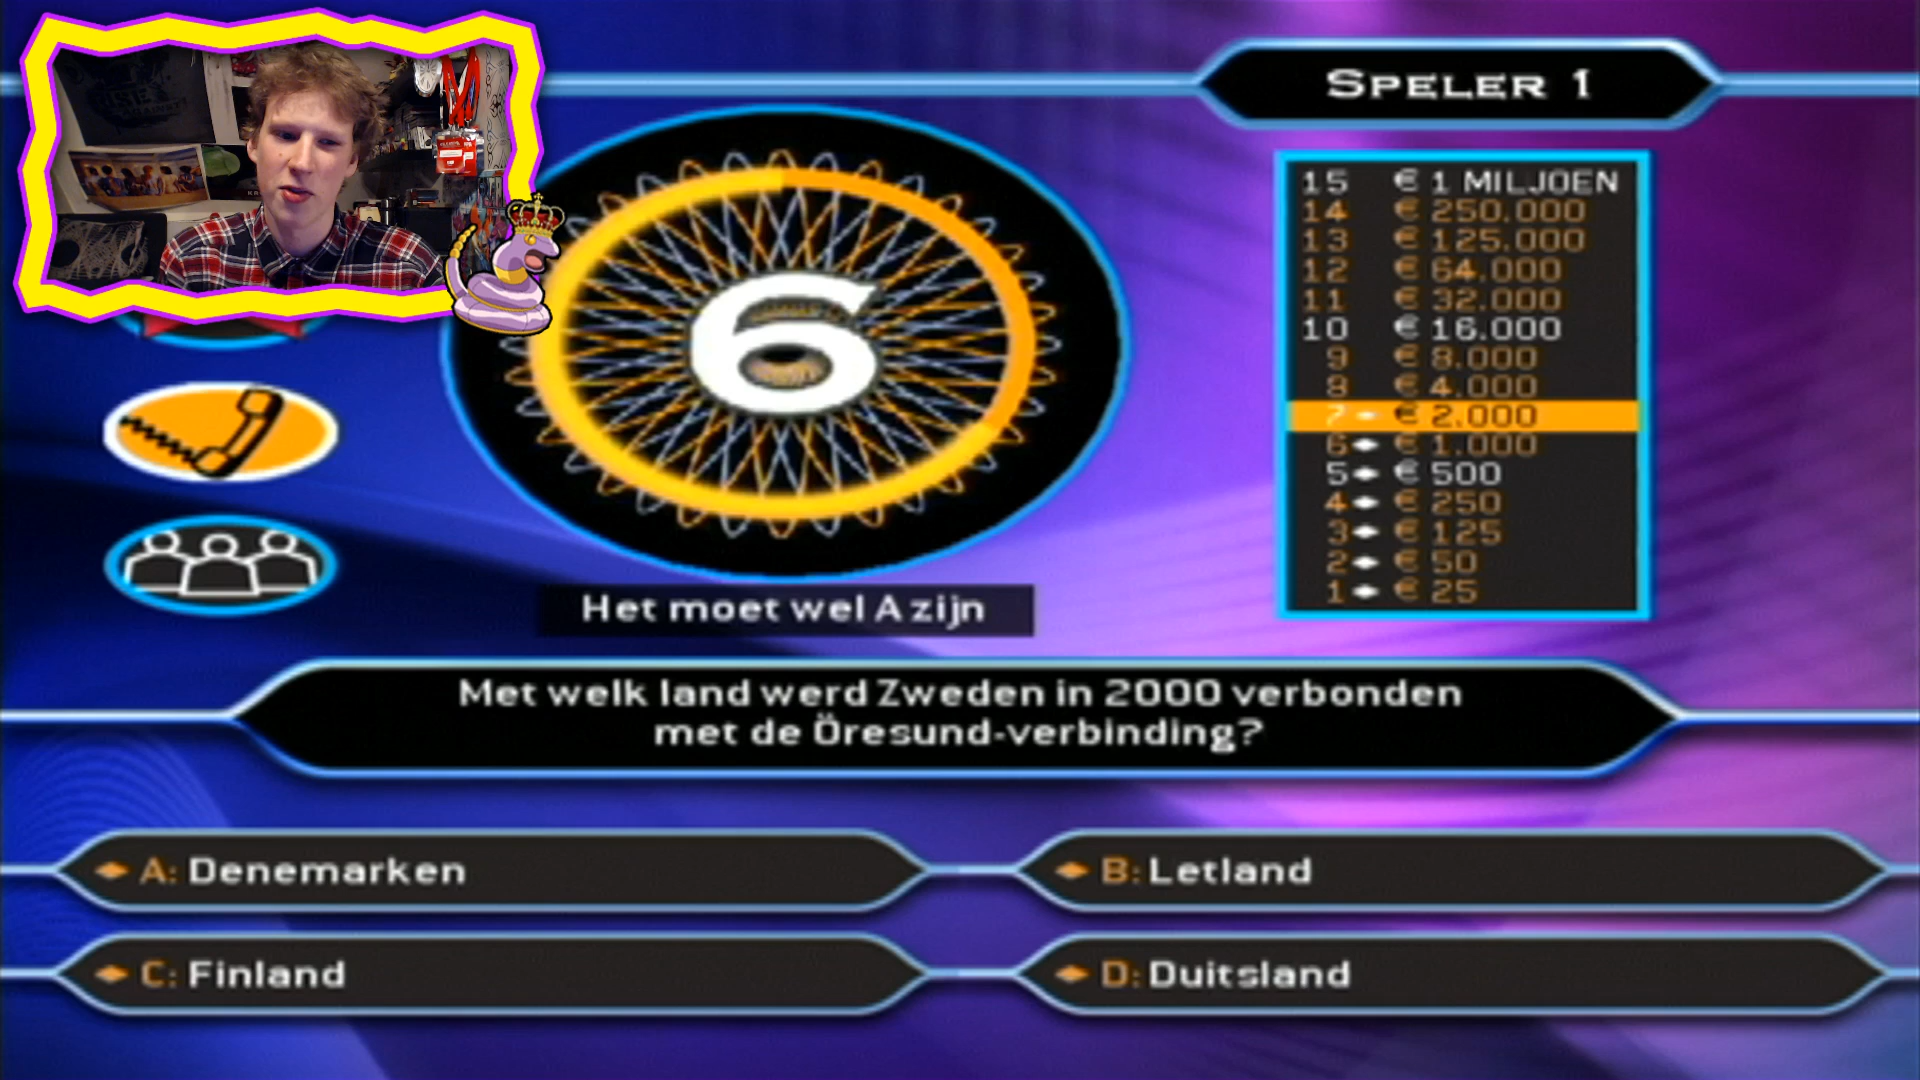 SPELER 1
15 € 1 MILJOEN
14 € 250.000
13 € 125.000
12 € 64.000
11 € 32.000
10 € 16.000
9 € 8.000
8 € 4.000
7 € 2.000
6 € 1.000
5 € 500
4 € 250
3 € 125
2 € 50
1 € 25
6
Het moet wel A zijn
Met welk land werd Zweden in 2000 verbonden
met de Öresund-verbinding?
A: Denemarken
B: Letland
C: Finland
D: Duitsland